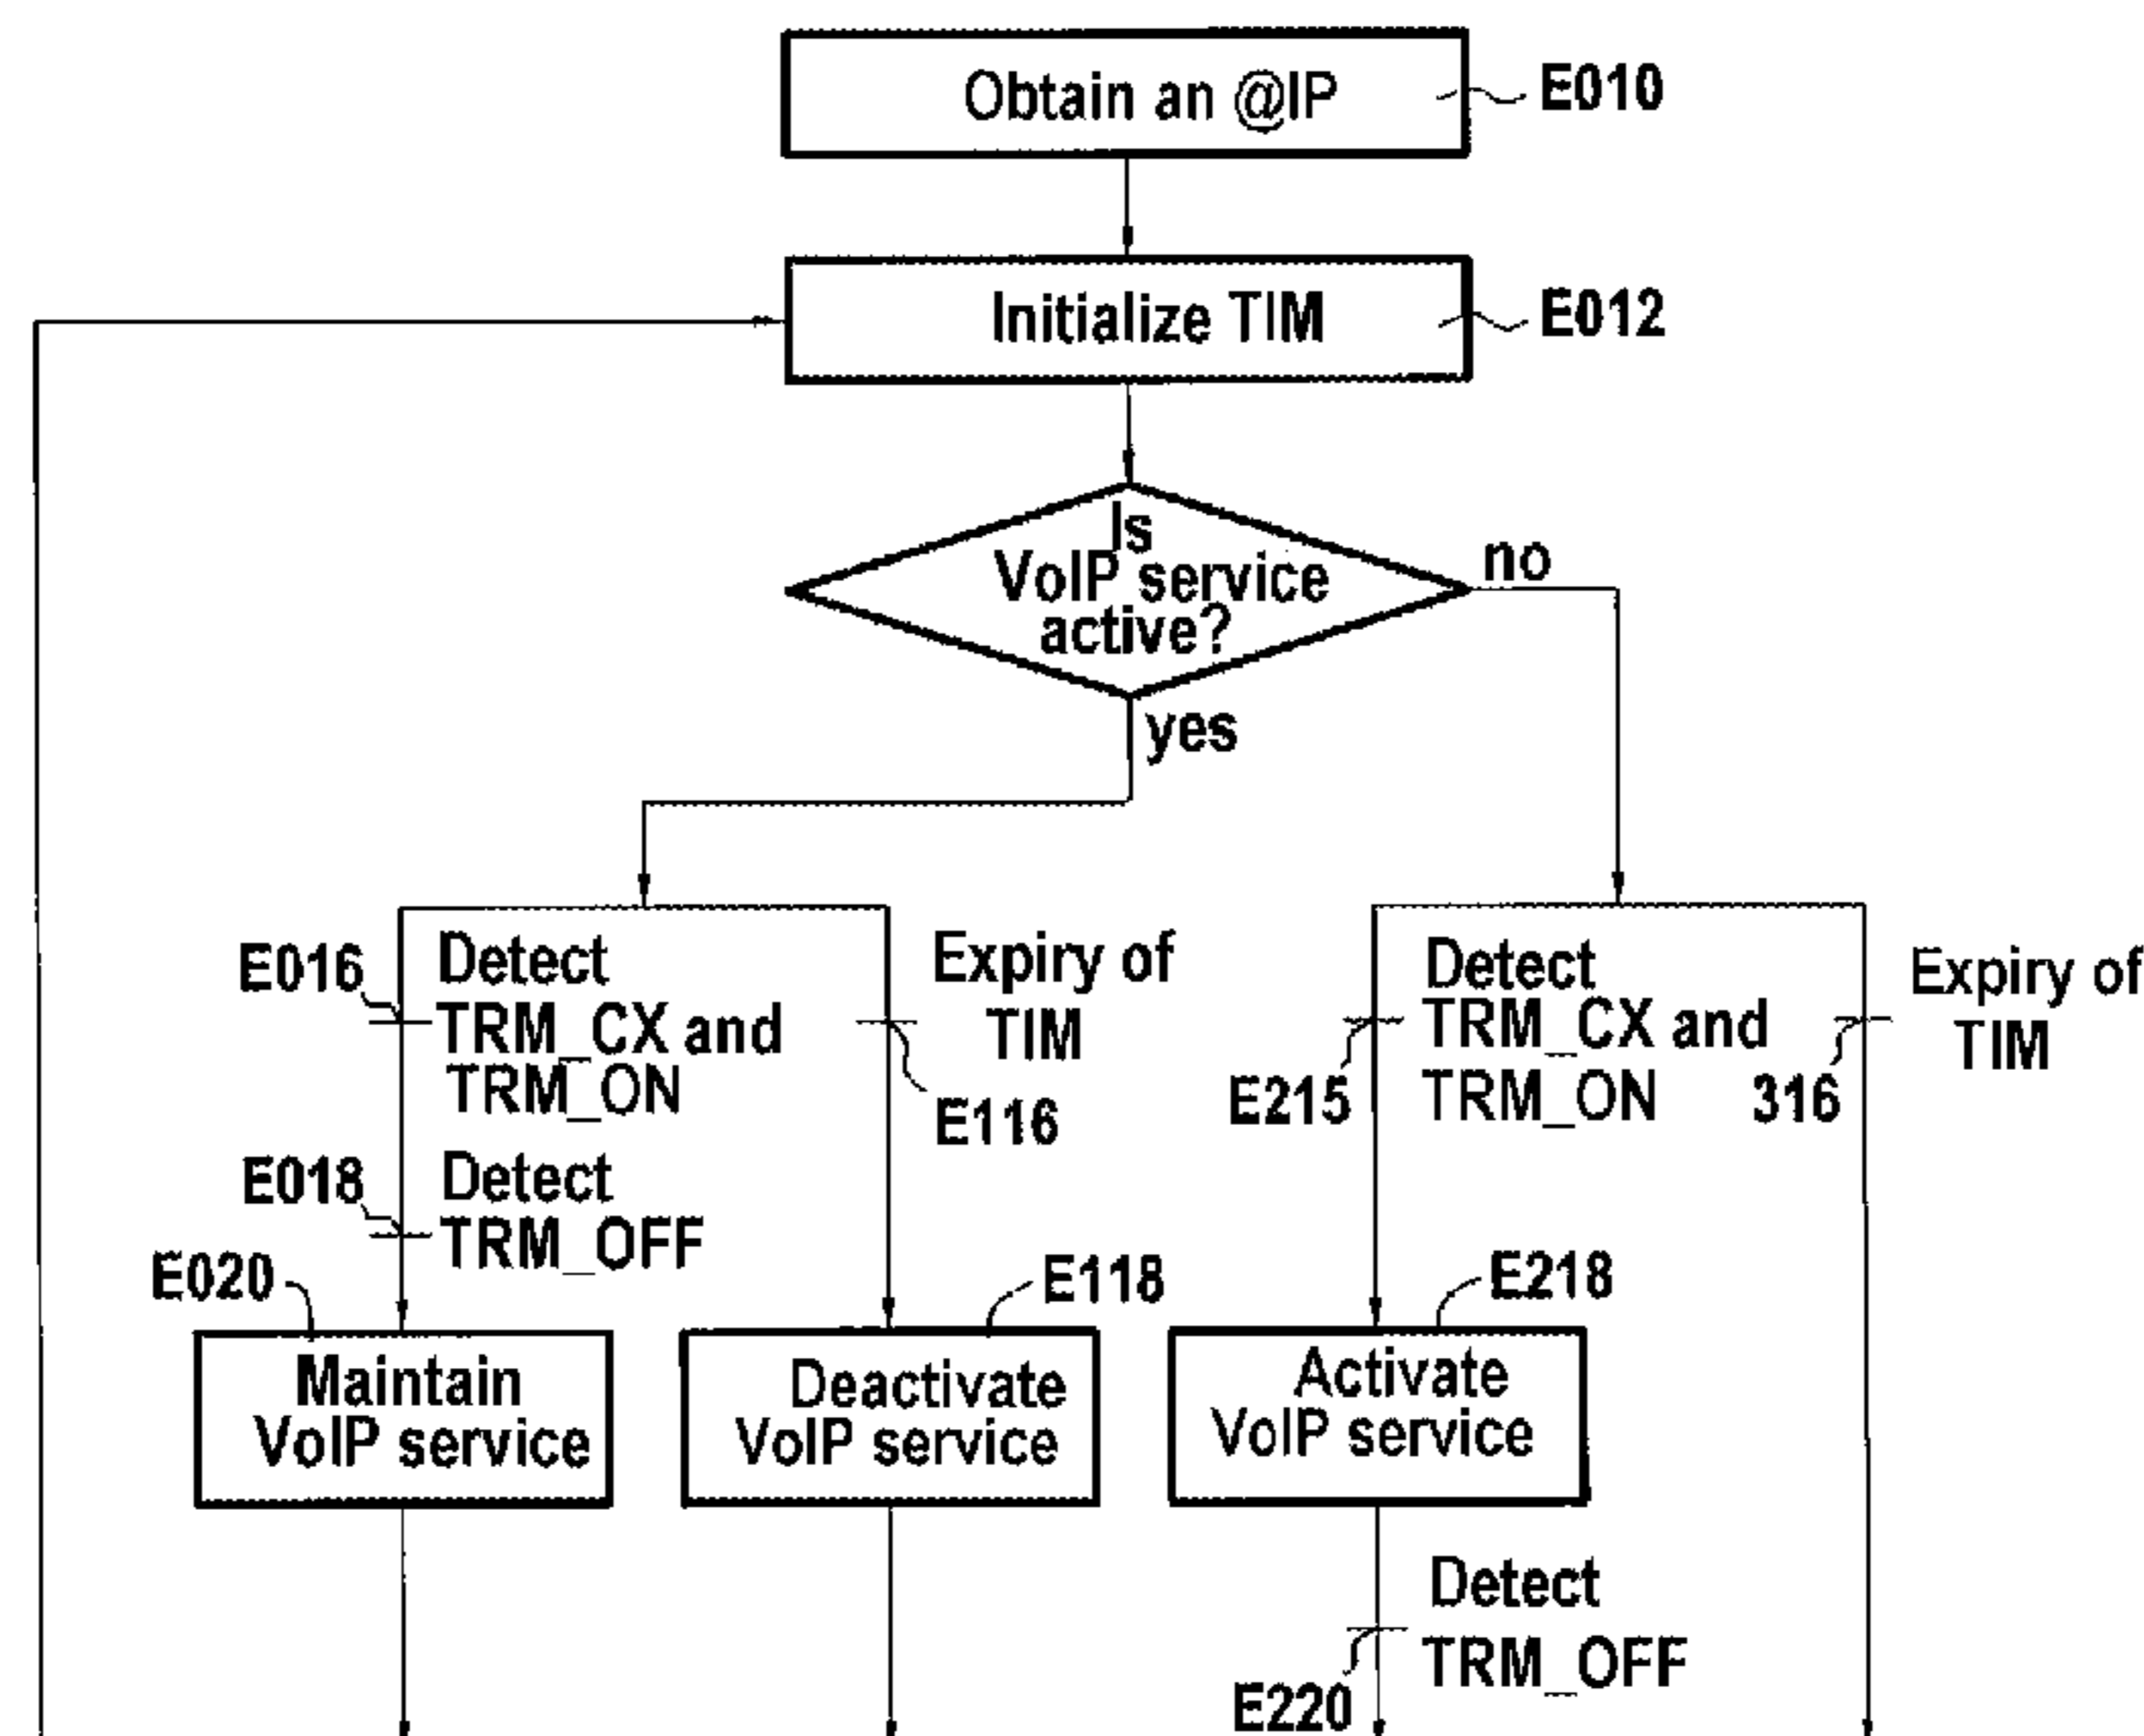 Obtain an @IP
E010
Initialize TIM
E012
Is
VoIP service
active?
no
yes
E016
Detect
TRM_CX and
TRM_ON
Expiry of
TIM
E116
Detect
TRM_CX and
TRM_ON
E215
Expiry of
TIM
316
E018
Detect
TRM_OFF
E020
Maintain
VoIP service
E118
Deactivate
VoIP service
E218
Activate
VoIP service
Detect
TRM_OFF
E220